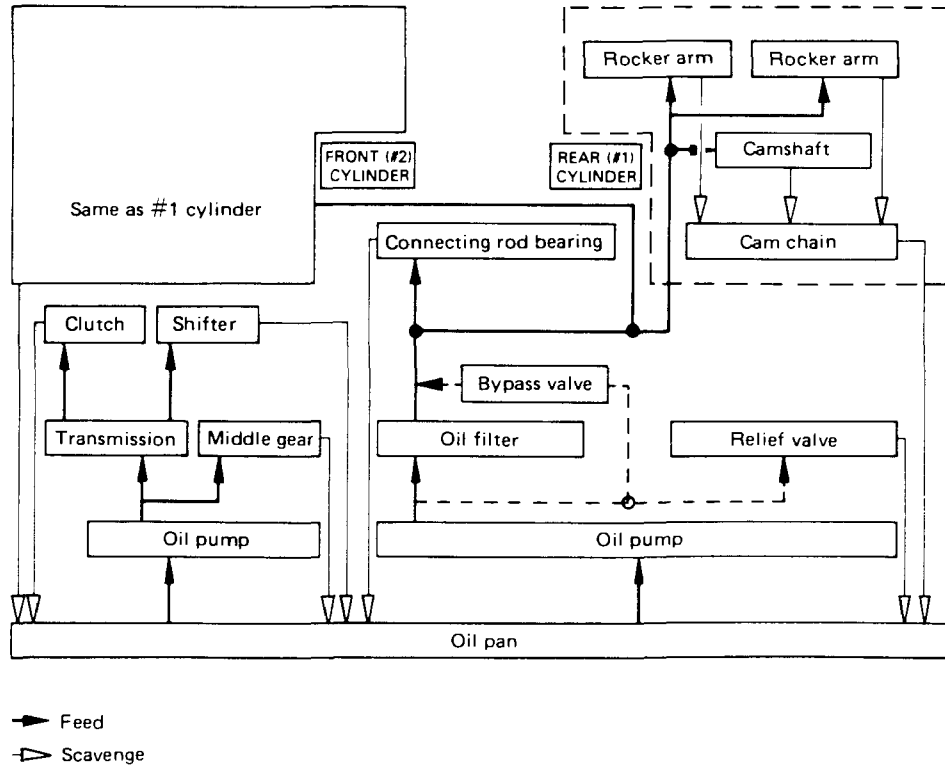 Rocker arm
Rocker arm
FRONT (#2)
CYLINDER
REAR (#1)
CYLINDER
Camshaft
Same as #1 cylinder
Connecting rod bearing
Cam chain
Clutch
Shifter
Bypass valve
Transmission
Middle gear
Oil filter
Relief valve
Oil pump
Oil pump
Oil pan
Feed
Scavenge